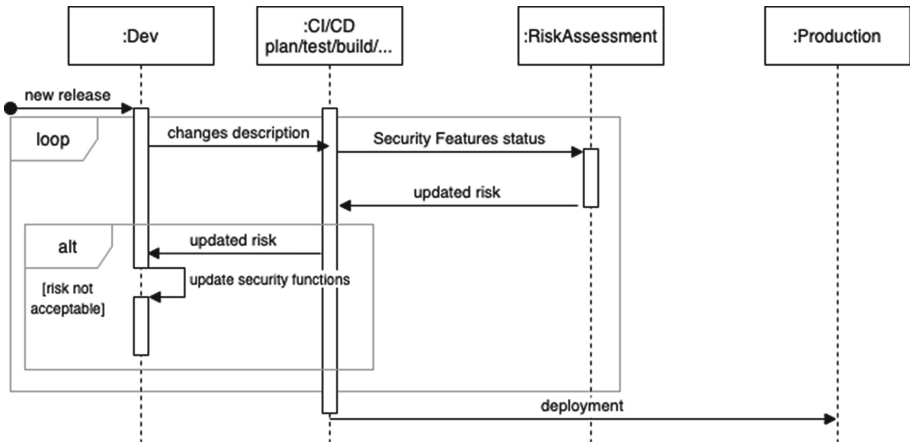 :Dev
:CI/CD
plan/test/build/...
:RiskAssessment
:Production
new release
loop
changes description
Security Features status
updated risk
alt
updated risk
[risk not
acceptable]
update security functions
deployment